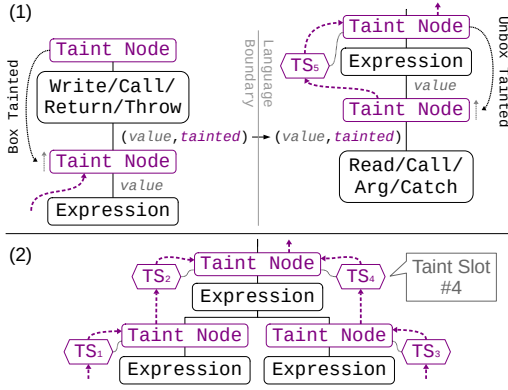 (1)
Taint Node
Box Tainted
Write/Call/
Return/Throw
(value,tainted)
Taint Node
value
Expression
Language
Boundary
Taint Node
TS5
Unbox Tainted
Expression
value
Taint Node
(value,tainted)
Read/Call/
Arg/Catch
(2)
TS2
Taint Node
TS4
Taint Slot
#4
Expression
Taint Node
Taint Node
TS1
TS3
Expression
Expression